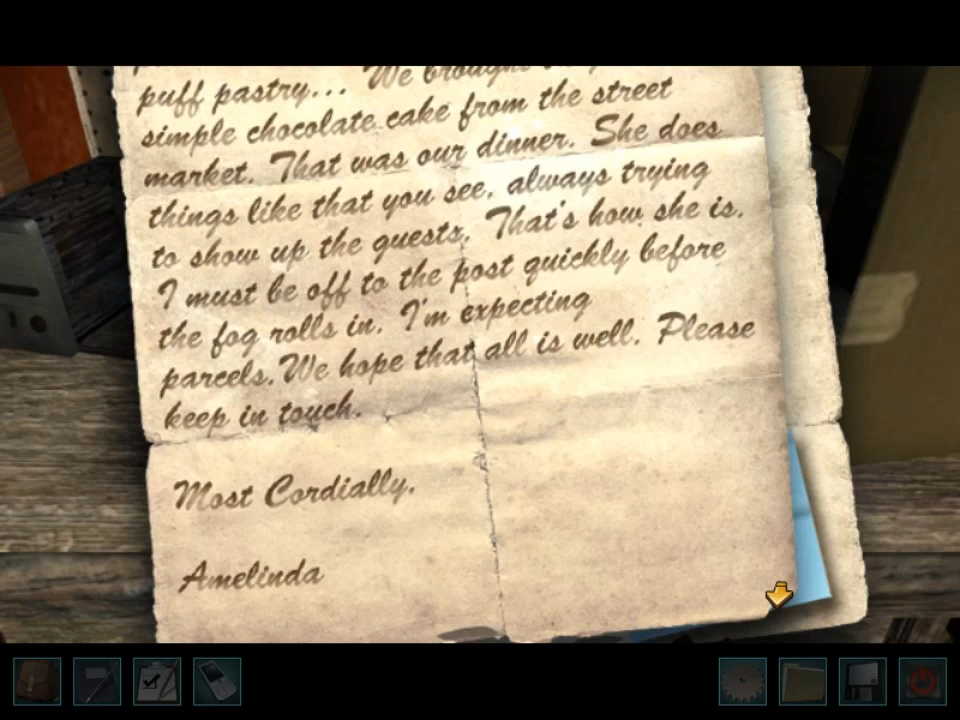 puff pastry... We brought
simple chocolate cake from the street
market. That was our dinner. She does
things like that you see, always trying
to show up the guests. That's how she is.
I must be off to the post quickly before
the fog rolls in. I'm expecting
parcels. We hope that all is well. Please
keep in touch.
Most Cordially,
Amelinda